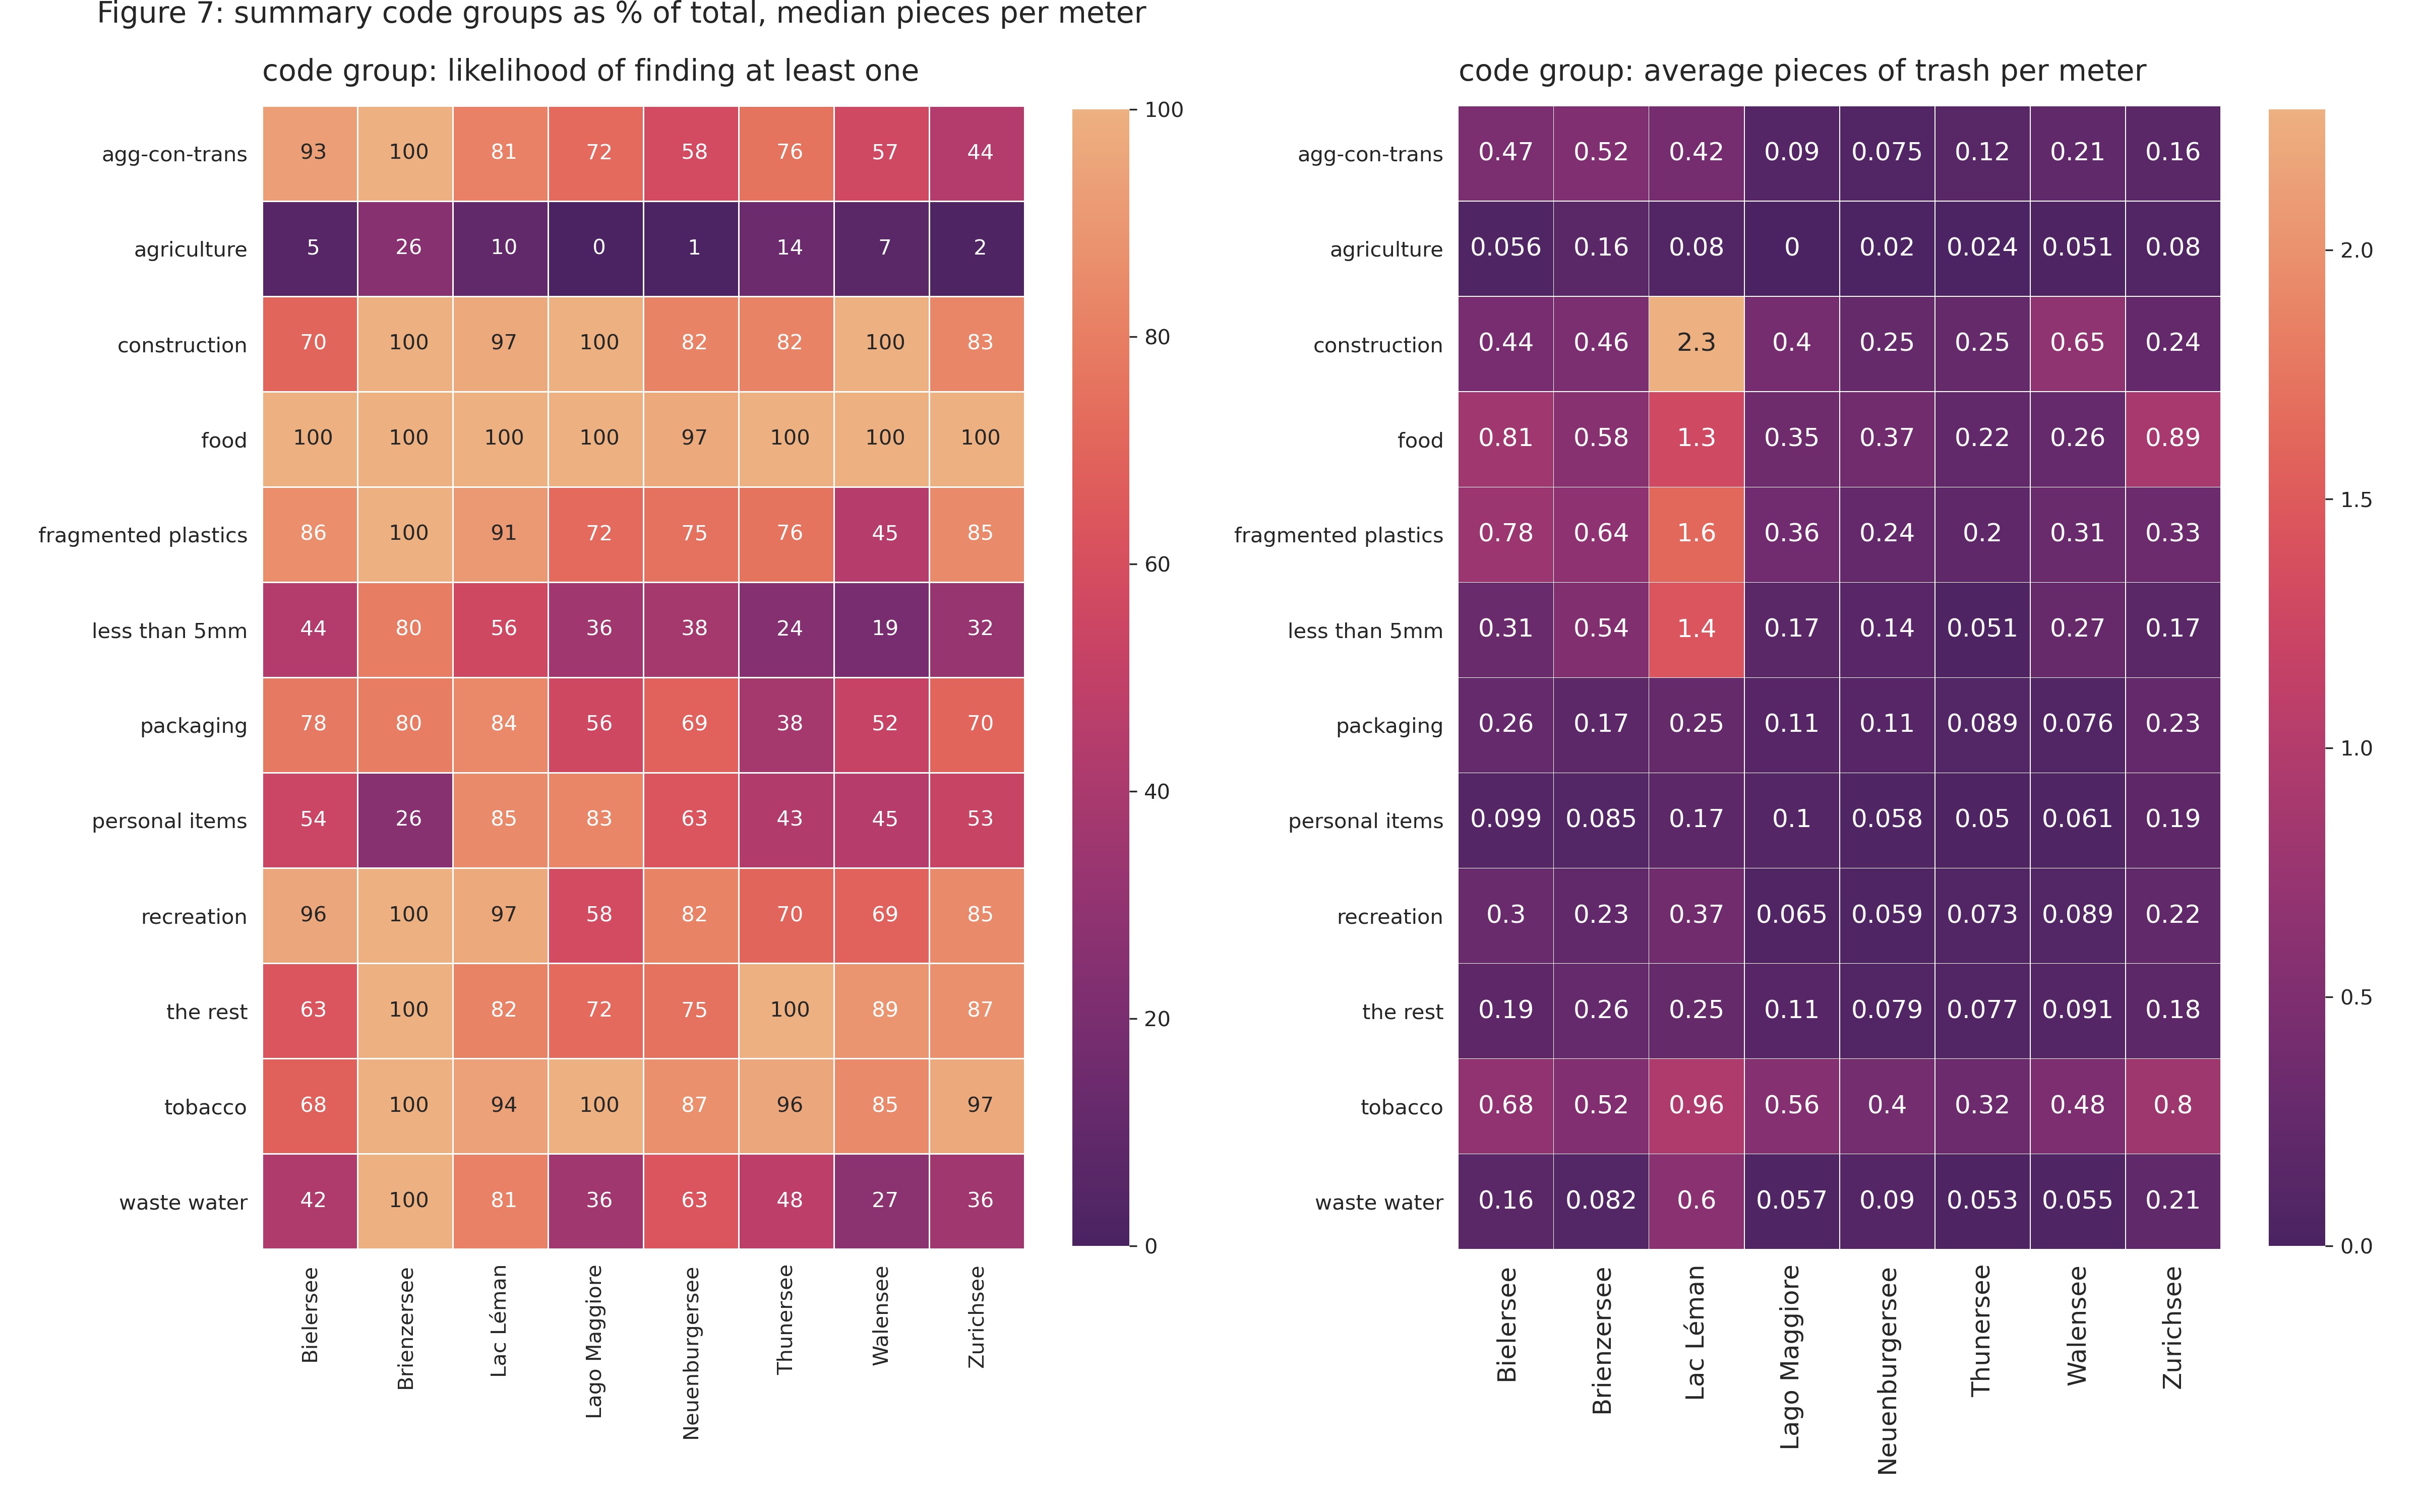 Figure 7: summary code groups as % of total, median pieces per meter
code group: likelihood of finding at least one
agg-con-trans 93 100 81 72 58 76 57 44
agriculture 5 26 10 0 1 14 7 2
construction 70 100 97 100 82 82 100 83
food 100 100 100 100 97 100 100 100
fragmented plastics 86 100 91 72 75 76 45 85
less than 5mm 44 80 56 36 38 24 19 32
packaging 78 80 84 56 69 38 52 70
personal items 54 26 85 83 63 43 45 53
recreation 96 100 97 58 82 70 69 85
the rest 63 100 82 72 75 100 89 87
tobacco 68 100 94 100 87 96 85 97
waste water 42 100 81 36 63 48 27 36
Bielersee
Brienzersee
Lac Léman
Lago Maggiore
Neuenburgersee
Thunersee
Walensee
Zurichsee
100
80
60
40
20
0
code group: average pieces of trash per meter
agg-con-trans 0.47 0.52 0.42 0.09 0.075 0.12 0.21 0.16
agriculture 0.056 0.16 0.08 0 0.02 0.024 0.051 0.08
construction 0.44 0.46 2.3 0.4 0.25 0.25 0.65 0.24
food 0.81 0.58 1.3 0.35 0.37 0.22 0.26 0.89
fragmented plastics 0.78 0.64 1.6 0.36 0.24 0.2 0.31 0.33
less than 5mm 0.31 0.54 1.4 0.17 0.14 0.051 0.27 0.17
packaging 0.26 0.17 0.25 0.11 0.11 0.089 0.076 0.23
personal items 0.099 0.085 0.17 0.1 0.058 0.05 0.061 0.19
recreation 0.3 0.23 0.37 0.065 0.059 0.073 0.089 0.22
the rest 0.19 0.26 0.25 0.11 0.079 0.077 0.091 0.18
tobacco 0.68 0.52 0.96 0.56 0.4 0.32 0.48 0.8
waste water 0.16 0.082 0.6 0.057 0.09 0.053 0.055 0.21
Bielersee
Brienzersee
Lac Léman
Lago Maggiore
Neuenburgersee
Thunersee
Walensee
Zurichsee
2.0
1.5
1.0
0.5
0.0